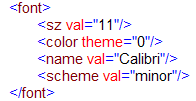 <font>
<sz val="11"/>
<color theme="0"/>
<name val="Calibri"/>
<scheme val="minor"/>
</font>